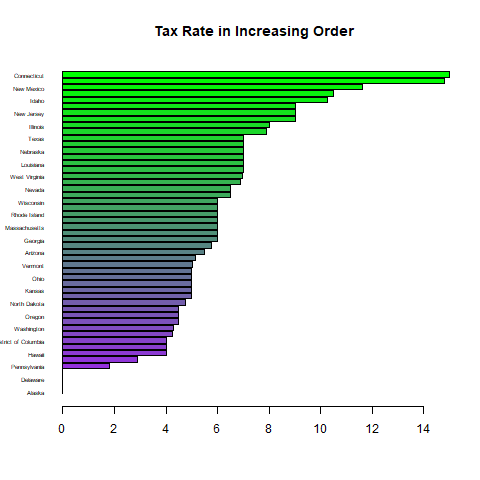 Tax Rate in Increasing Order
Connecticut
New Mexico
Idaho
New Jersey
Illinois
Texas
Nebraska
Louisiana
West Virginia
Nevada
Wisconsin
Rhode Island
Massachusetts
Georgia
Arizona
Vermont
Ohio
Kansas
North Dakota
Oregon
Washington
strict of Columbia
Hawaii
Pennsylvania
Delaware
Alaska
0 2 4 6 8 10 12 14